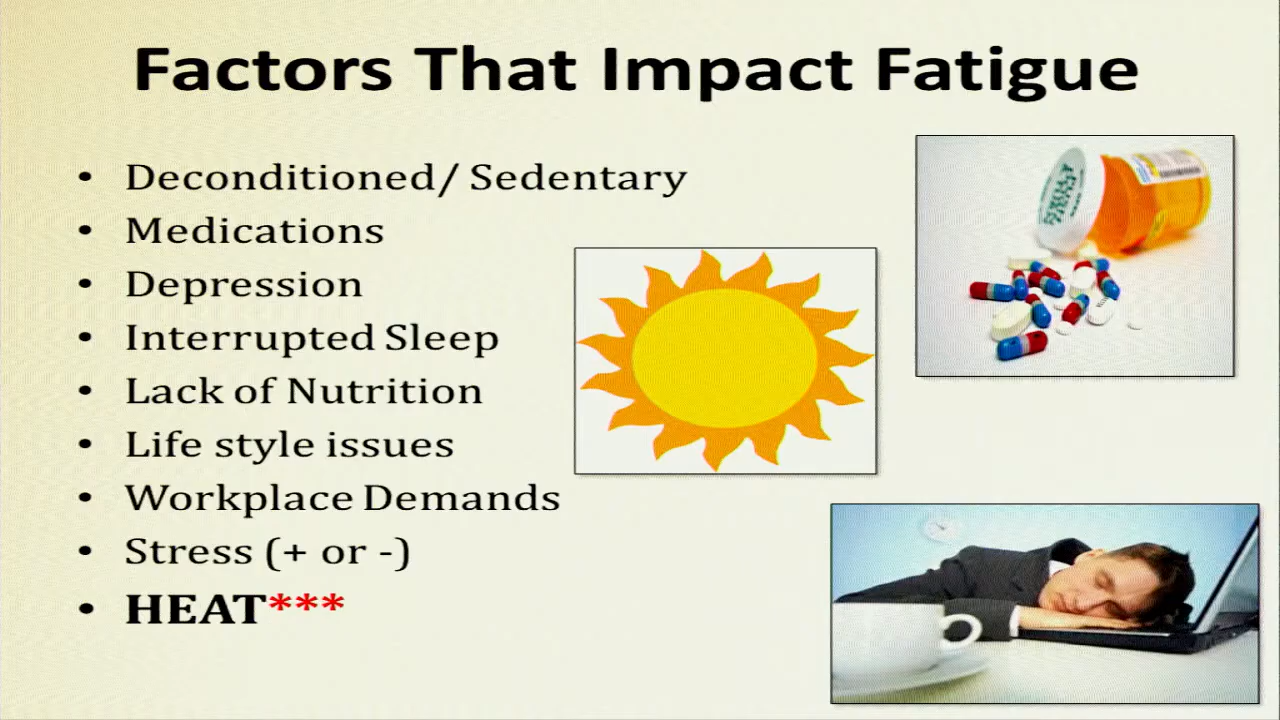 Factors That Impact Fatigue
• Deconditioned/ Sedentary
• Medications
• Depression
• Interrupted Sleep
• Lack of Nutrition
• Life style issues
• Workplace Demands
• Stress (+ or -)
• HEAT***